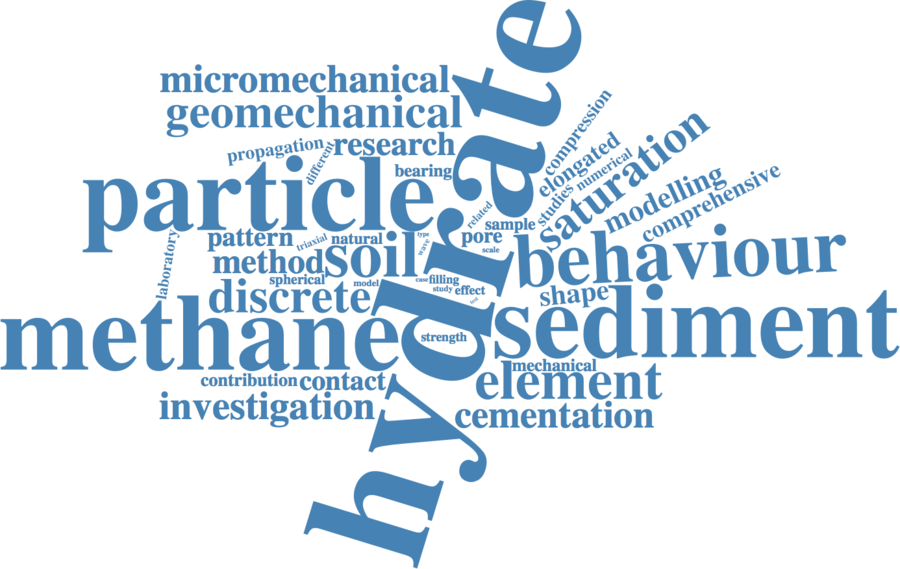 hydrate
micromechanical
geomechanical
propagation
different
research
bearing
compression
elongated
numerical
studies
saturation
modelling
comprehensive
particle
related
sample
laboratory
pattern
triaxial
natural
type
wave
pore
scale
behaviour
method
soil
spherical
model
case
filling
study
effect
test
shape
discrete
methane
strength
sediment
mechanical
contribution
contact
element
investigation
cementation